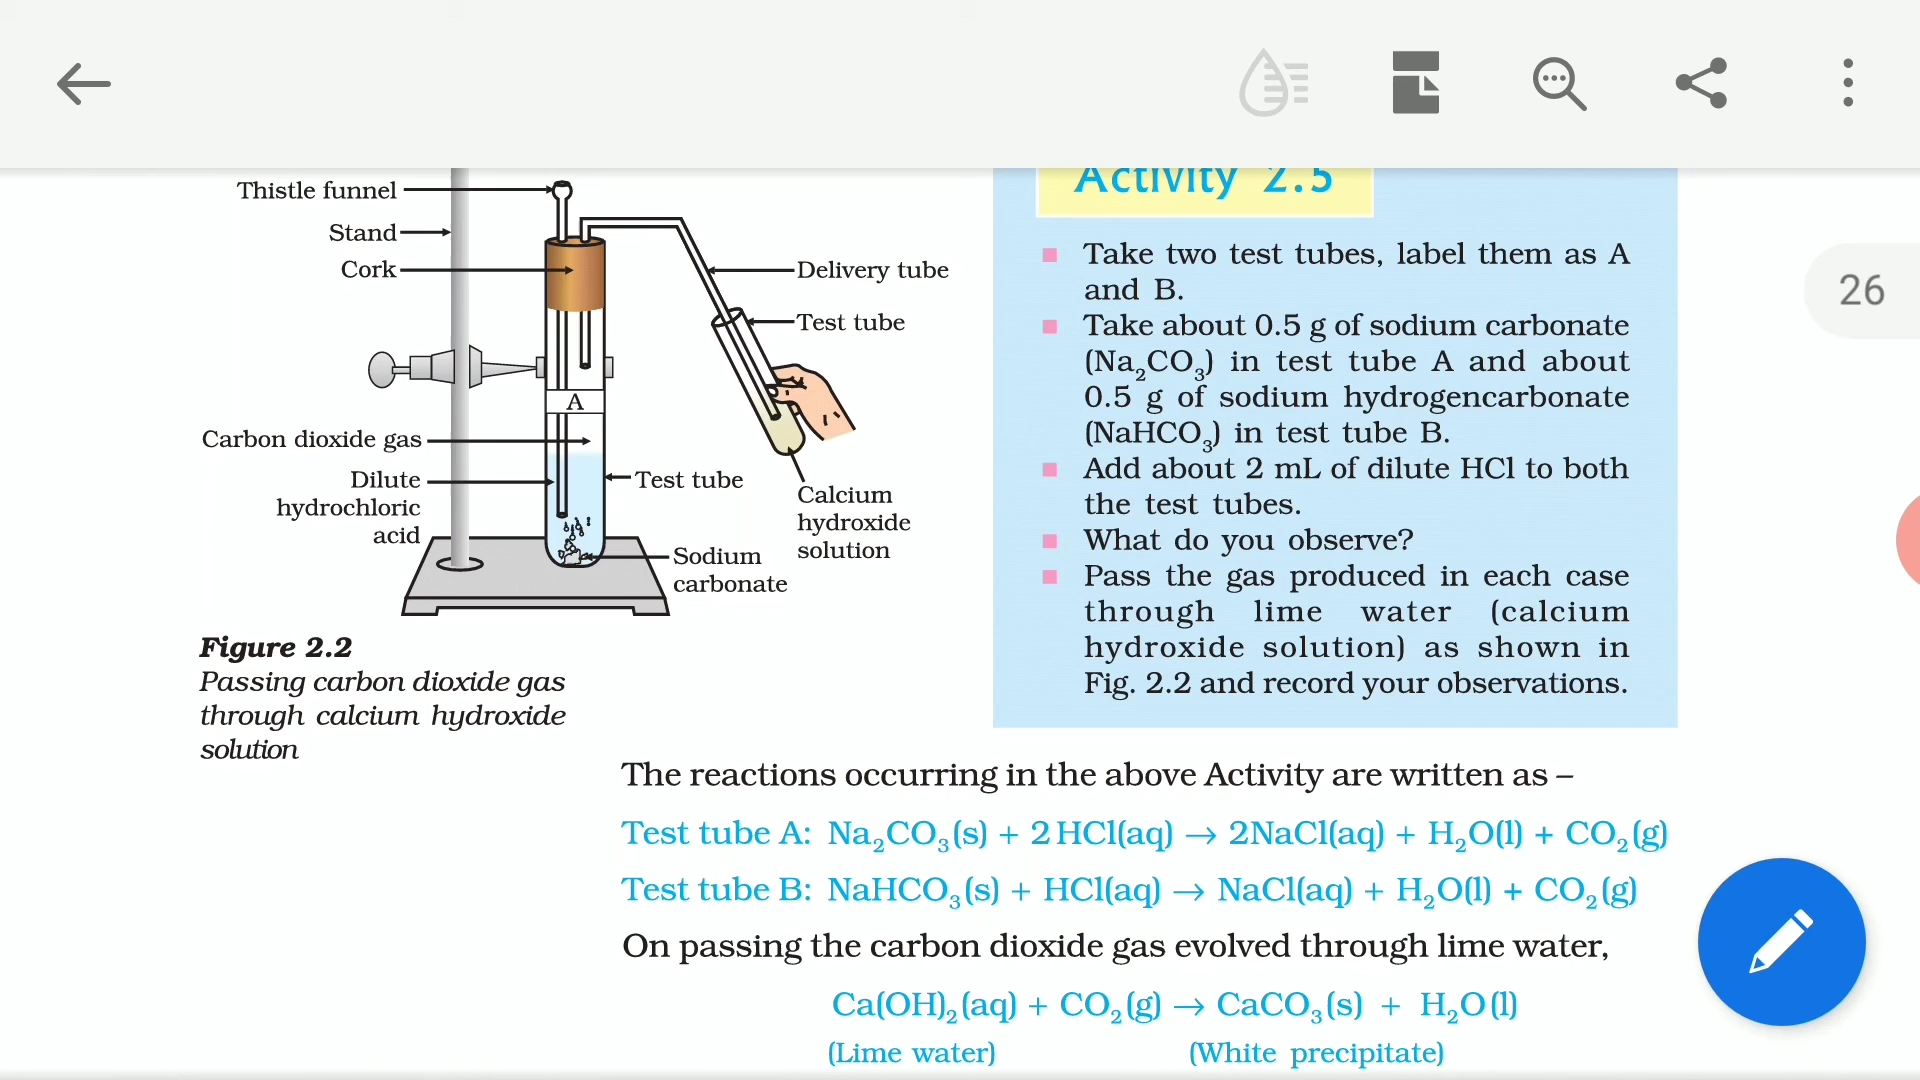 Thistle funnel
Stand
Cork
Delivery tube
Test tube
A
Carbon dioxide gas
Dilute
hydrochloric
acid
Test tube
Calcium
hydroxide
solution
Sodium
carbonate
Figure 2.2
Passing carbon dioxide gas
through calcium hydroxide
solution
Activity 2.5
Take two test tubes, label them as A
and B.
Take about 0.5 g of sodium carbonate
(Na₂CO₃) in test tube A and about
0.5 g of sodium hydrogencarbonate
(NaHCO₃) in test tube B.
Add about 2 mL of dilute HCl to both
the test tubes.
What do you observe?
Pass the gas produced in each case
through lime water (calcium
hydroxide solution) as shown in
Fig. 2.2 and record your observations.
26
The reactions occurring in the above Activity are written as –
Test tube A: Na₂CO₃(s) + 2HCl(aq) → 2NaCl(aq) + H₂O(l) + CO₂(g)
Test tube B: NaHCO₃(s) + HCl(aq) → NaCl(aq) + H₂O(l) + CO₂(g)
On passing the carbon dioxide gas evolved through lime water,
Ca(OH)₂(aq) + CO₂(g) → CaCO₃(s) + H₂O(l)
(Lime water) (White precipitate)